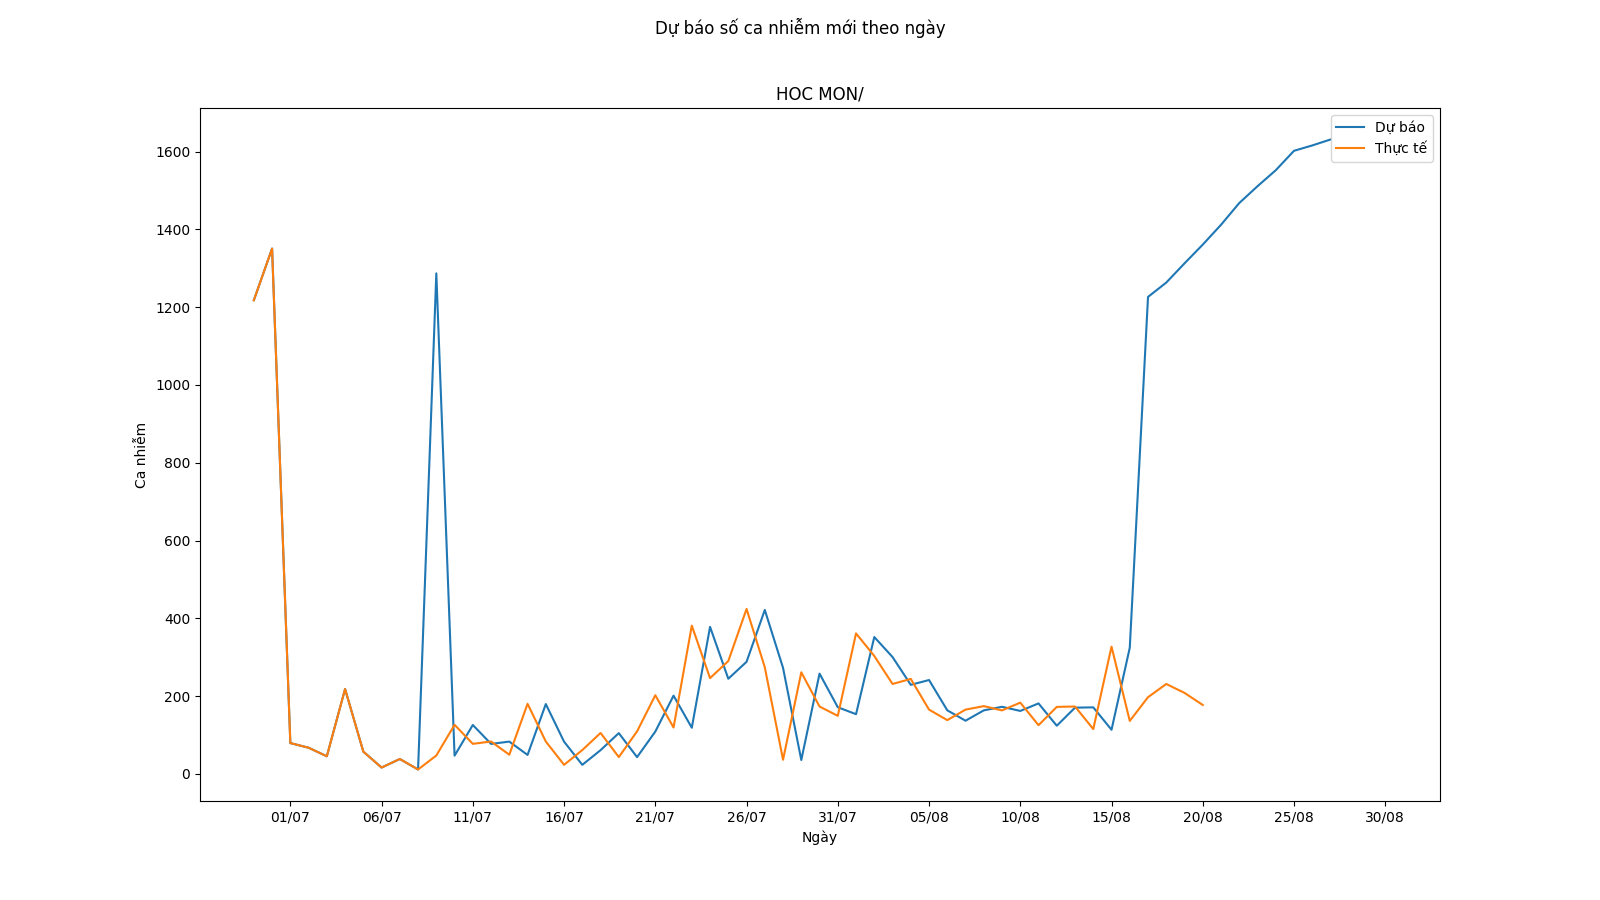 Dự báo số ca nhiễm mới theo ngày
HOC MON/
Dự báo
Thực tế
1600
1400
1200
1000
800
600
400
200
0
Ca nhiễm
01/07 06/07 11/07 16/07 21/07 26/07 31/07 05/08 10/08 15/08 20/08 25/08 30/08
Ngày